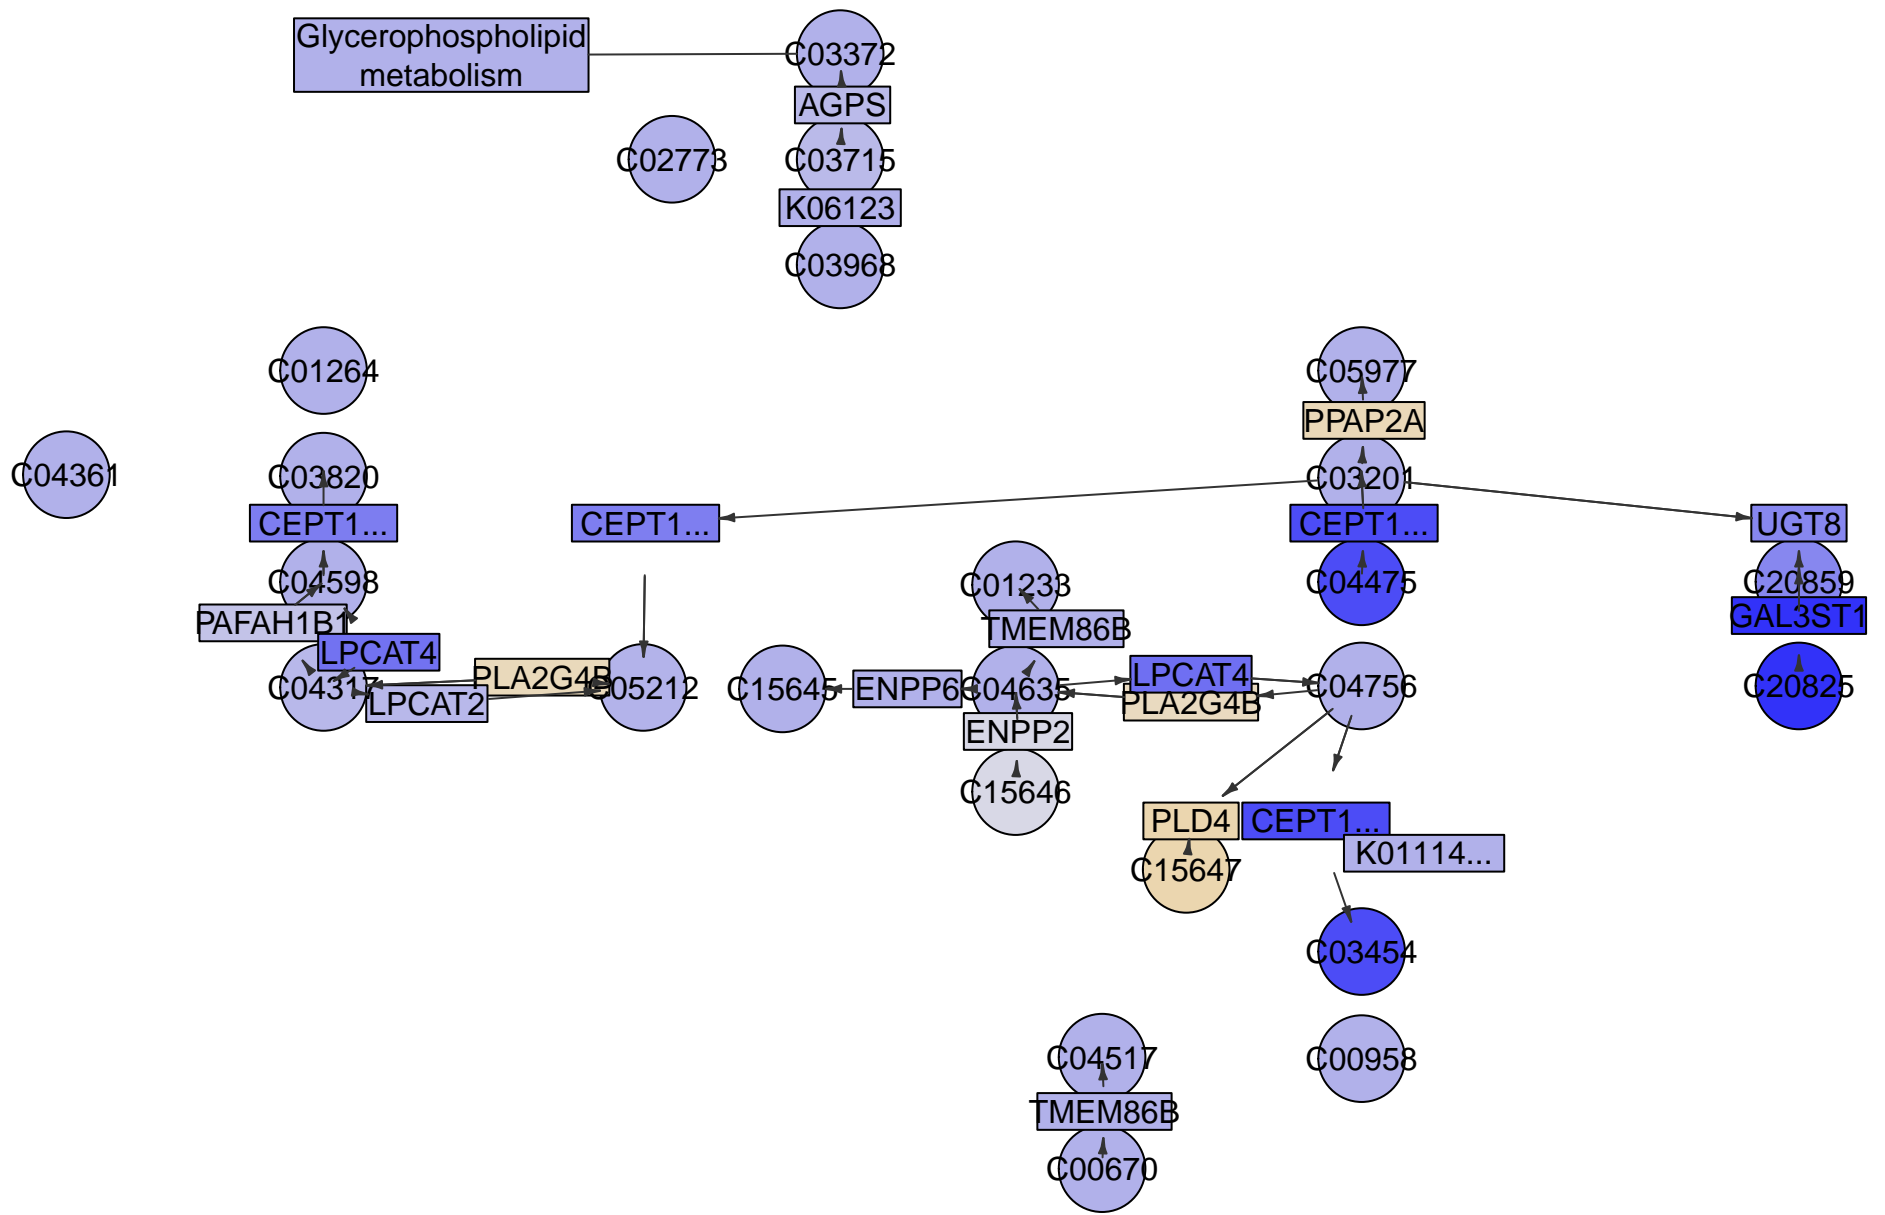 Glycerophospholipid
metabolism
C03372
AGPS
C02773
C03715
K06123
C03968
C01264
C05977
PPAP2A
C04361
C03820
C03201
CEPT1...
CEPT1...
CEPT1...
UGT8
C04598
C01233
C04475
C20859
PAFAH1B1
TMEM86B
GAL3ST1
LPCAT4
PLA2G4B
LPCAT4
C04317
LPCAT2
C05212
C15645
ENPP6
C04635
PLA2G4B
C04756
C20825
ENPP2
C15646
PLD4
CEPT1...
K01114...
C15647
C03454
C04517
C00958
TMEM86B
C00670